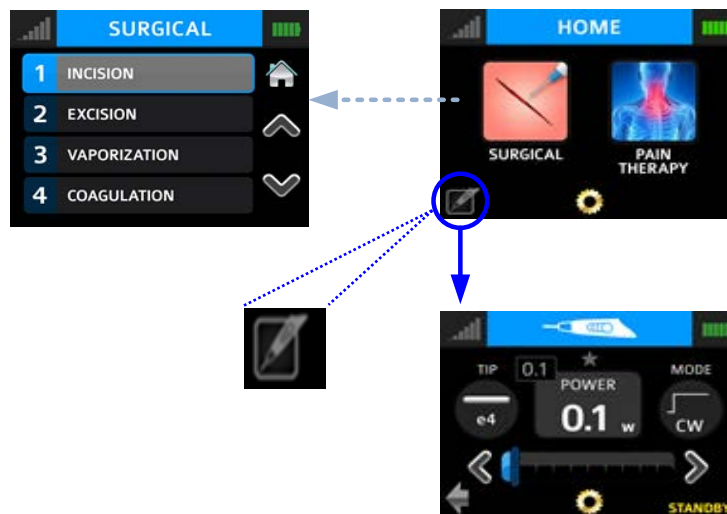 SURGICAL
1 INCISION
2 EXCISION
3 VAPORIZATION
4 COAGULATION
HOME
SURGICAL
PAIN
THERAPY
TIP
0.1
MODE
POWER
e4
0.1 w
CW
STANDBY